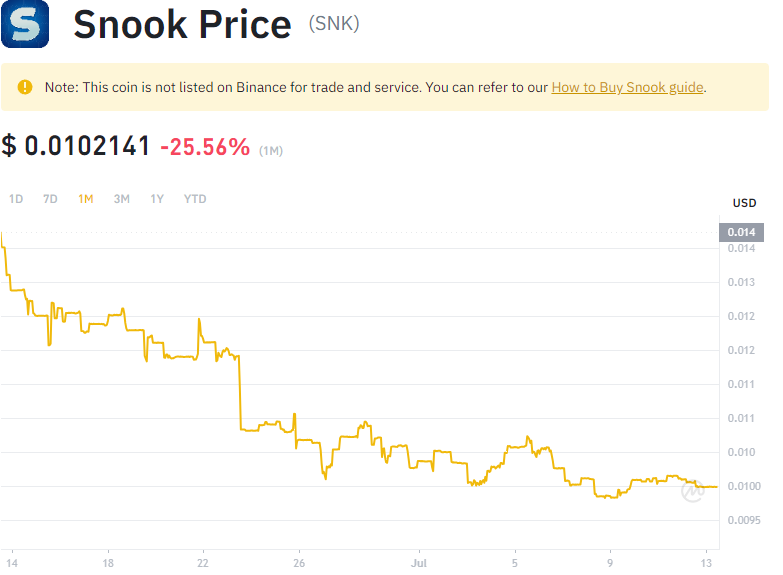 S
Snook Price (SNK)
Note: This coin is not listed on Binance for trade and service. You can refer to our How to Buy Snook guide.
$ 0.0102141 -25.56% (1M)
1D 7D 1M 3M 1Y YTD
USD
0.014
0.014
0.013
0.012
0.012
0.011
0.011
0.010
0.0100
0.0095
14 18 22 26 Jul 5 9 13